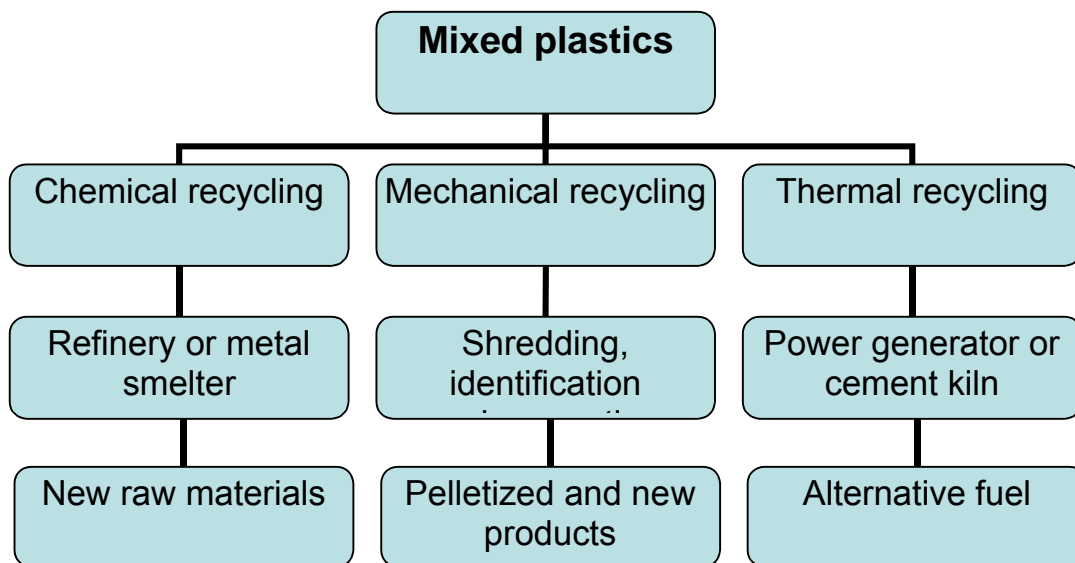 Mixed plastics
Chemical recycling
Mechanical recycling
Thermal recycling
Refinery or metal
smelter
Shredding,
identification
Power generator or
cement kiln
New raw materials
Pelletized and new
products
Alternative fuel